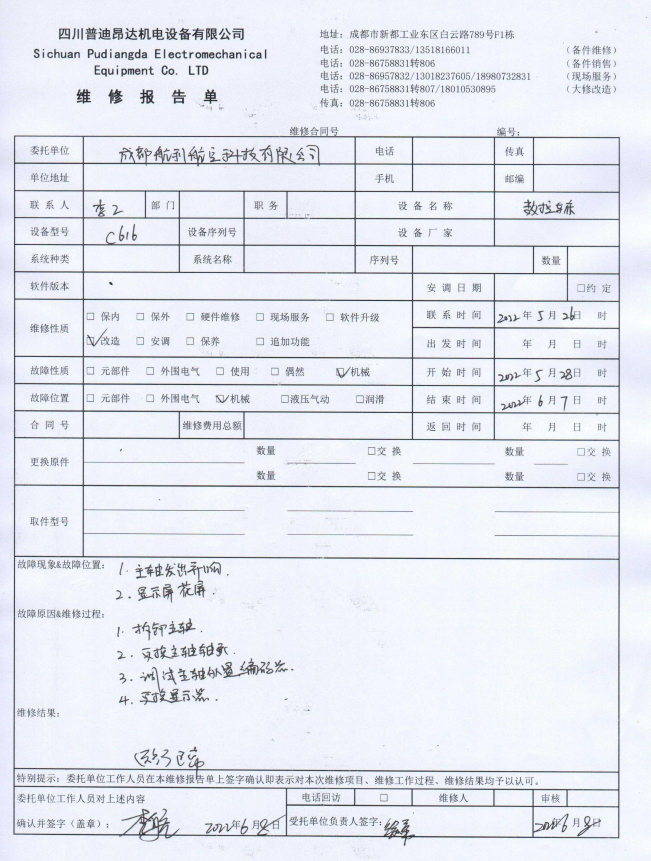 四川普迪昂达机电设备有限公司
Sichuan Pudiangda Electromechanical
Equipment Co. LTD
维修报告单
地址：成都市新都工业东区白云路789号F1栋
电话：028-86937833/13518166011 （备件维修）
电话：028-86758831转806 （备件销售）
电话：028-86957832/13018237605/18980732831 （现场服务）
电话：028-86758831转807/18010530895 （大修改造）
传真：028-86758831转806
维修合同号 编号：
委托单位 成都航利航空科技有限公司 电话 传真
单位地址 手机 邮编
联系人 李工 部门 职务 设备名称 数控车床
设备型号 C616 设备序列号 设备厂家
系统种类 系统名称 序列号 数量
软件版本 安调日期 □约定
维修性质 □保内 □保外 □硬件维修 □现场服务 □软件升级 联系时间 2022年5月26日 时
☑改造 □安调 □保养 □追加功能 出发时间 年 月 日 时
故障性质 □元部件 □外围电气 □使用 □偶然 ☑机械 开始时间 2022年5月28日 时
故障位置 □元部件 □外围电气 ☑机械 □液压气动 □润滑 结束时间 2022年6月7日 时
合同号 维修费用总额 返回时间 年 月 日 时
更换原件 数量 □交换 数量 □交换
数量 □交换 数量 □交换
取件型号
故障现象&故障位置： 1. 主轴发出异响.
2. 显示屏花屏.
故障原因&维修过程：
1. 拆卸主轴.
2. 更换主轴轴承.
3. 调试主轴位置编码器.
4. 更换显示器.
维修结果：
特别提示：委托单位工作人员在本维修报告单上签字确认即表示对本次维修项目、维修工作过程、维修结果均予以认可。
委托单位工作人员对上述内容 电话回访 □ 维修人 审核
确认并签字（盖章）： 2022年6月8日 受托单位负责人签字： 2022年6月8日